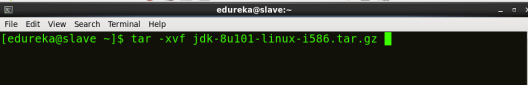 edureka@slave:~
File Edit View Search Terminal Help
[edureka@slave ~]$ tar -xvf jdk-8u101-linux-i586.tar.gz